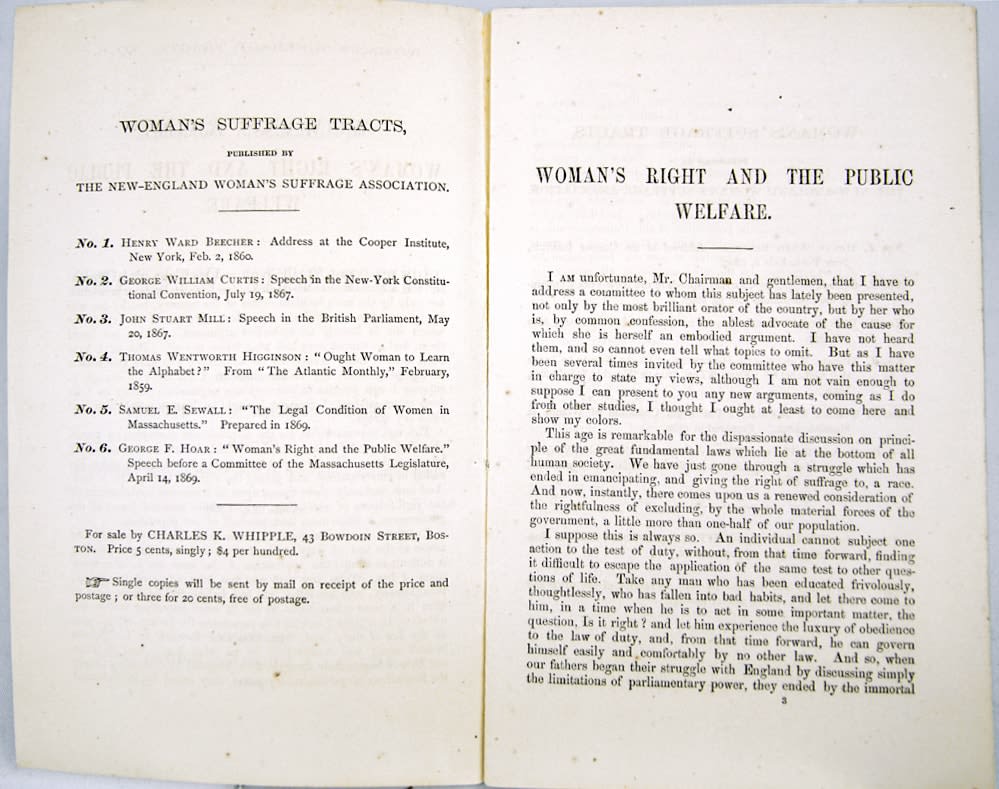 WOMAN'S SUFFRAGE TRACTS,
PUBLISHED BY
THE NEW-ENGLAND WOMAN'S SUFFRAGE ASSOCIATION.
No. 1. HENRY WARD BEECHER: Address at the Cooper Institute,
New York, Feb. 2, 1860.
No. 2. GEORGE WILLIAM CURTIS: Speech in the New-York Constitu-
tional Convention, July 19, 1867.
No. 3. JOHN STUART MILL: Speech in the British Parliament, May
20, 1867.
No. 4. THOMAS WENTWORTH HIGGINSON: "Ought Woman to Learn
the Alphabet?" From "The Atlantic Monthly," February,
1859.
No. 5. SAMUEL E. SEWALL: "The Legal Condition of Women in
Massachusetts." Prepared in 1869.
No. 6. GEORGE F. HOAR: "Woman's Right and the Public Welfare."
Speech before a Committee of the Massachusetts Legislature,
April 14, 1869.
For sale by CHARLES K. WHIPPLE, 43 BOWDOIN STREET, BOS-
TON. Price 5 cents, singly; $4 per hundred.
☞ Single copies will be sent by mail on receipt of the price and
postage; or three for 20 cents, free of postage.
WOMAN'S RIGHT AND THE PUBLIC
WELFARE.
I AM unfortunate, Mr. Chairman and gentlemen, that I have to
address a committee to whom this subject has lately been presented,
not only by the most brilliant orator of the country, but by her who
is, by common confession, the ablest advocate of the cause for
which she is herself an embodied argument. I have not heard
them, and so cannot even tell what topics to omit. But as I have
been several times invited by the committee who have this matter
in charge to state my views, although I am not vain enough to
suppose I can present to you any new arguments, coming as I do
from other studies, I thought I ought at least to come here and
show my colors.
This age is remarkable for the dispassionate discussion on princi-
ple of the great fundamental laws which lie at the bottom of all
human society. We have just gone through a struggle which has
ended in emancipating, and giving the right of suffrage to, a race.
And now, instantly, there comes upon us a renewed consideration of
the rightfulness of excluding, by the whole material forces of the
government, a little more than one-half of our population.
I suppose this is always so. An individual cannot subject one
action to the test of duty, without, from that time forward, finding
it difficult to escape the application of the same test to other ques-
tions of life. Take any man who has been educated frivolously,
thoughtlessly, who has fallen into bad habits, and let there come to
him, in a time when he is to act in some important matter, the
question, Is it right? and let him experience the luxury of obedience
to the law of duty, and, from that time forward, he can govern
himself easily and comfortably by no other law. And so, when
our fathers began their struggle with England by discussing simply
the limitations of parliamentary power, they ended by the immortal
3